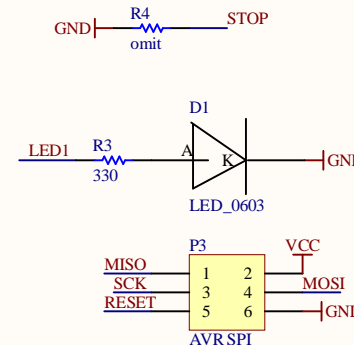 R4
GND STOP
omit
D1
LED1 R3 A K GND
330
LED_0603
P3
VCC
MISO 1 2
SCK 3 4 MOSI
RESET 5 6 GND
AVR SPI